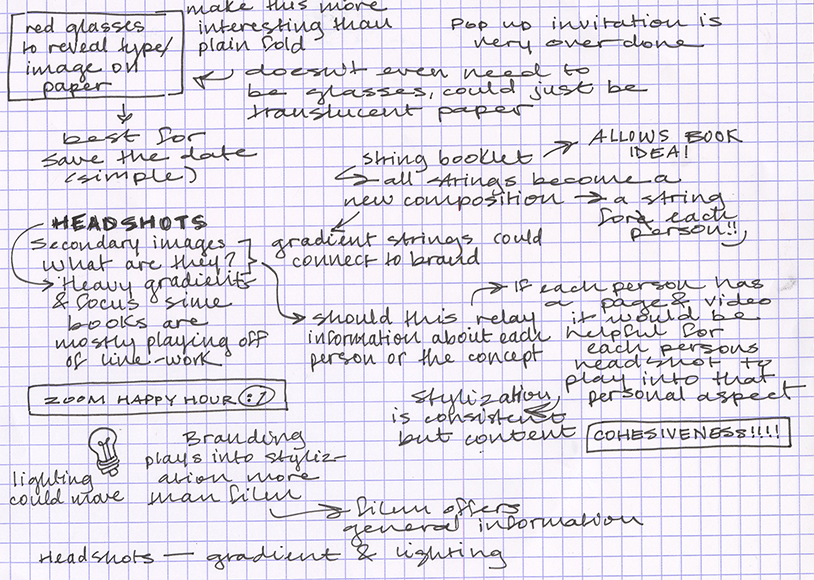 make this more
interesting than
plain fold
red glasses
to reveal type/
image on
paper
Pop up invitation is
very over done
doesn't even need to
be glasses, could just be
translucent paper
best for
save the date
(simple)
string booklet
ALLOWS BOOK
IDEA!
all strings become a
new composition → a string
for each
person!!
gradient strings could
connect to brand
HEADSHOTS
Secondary images
what are they?
Heavy gradients
& focus since
books are
mostly playing off
of line-work
should this relay
information about each
person or the concept
If each person has
a page & video
it would be
helpful for
each persons
headshot to
play into that
personal aspect
Stylization
is consistent
but content
COHESIVENESS!!!!
ZOOM HAPPY HOUR :)
lighting
could move
Branding
plays into styliz-
ation more
than film
film offers
general information
Headshots — gradient & lighting